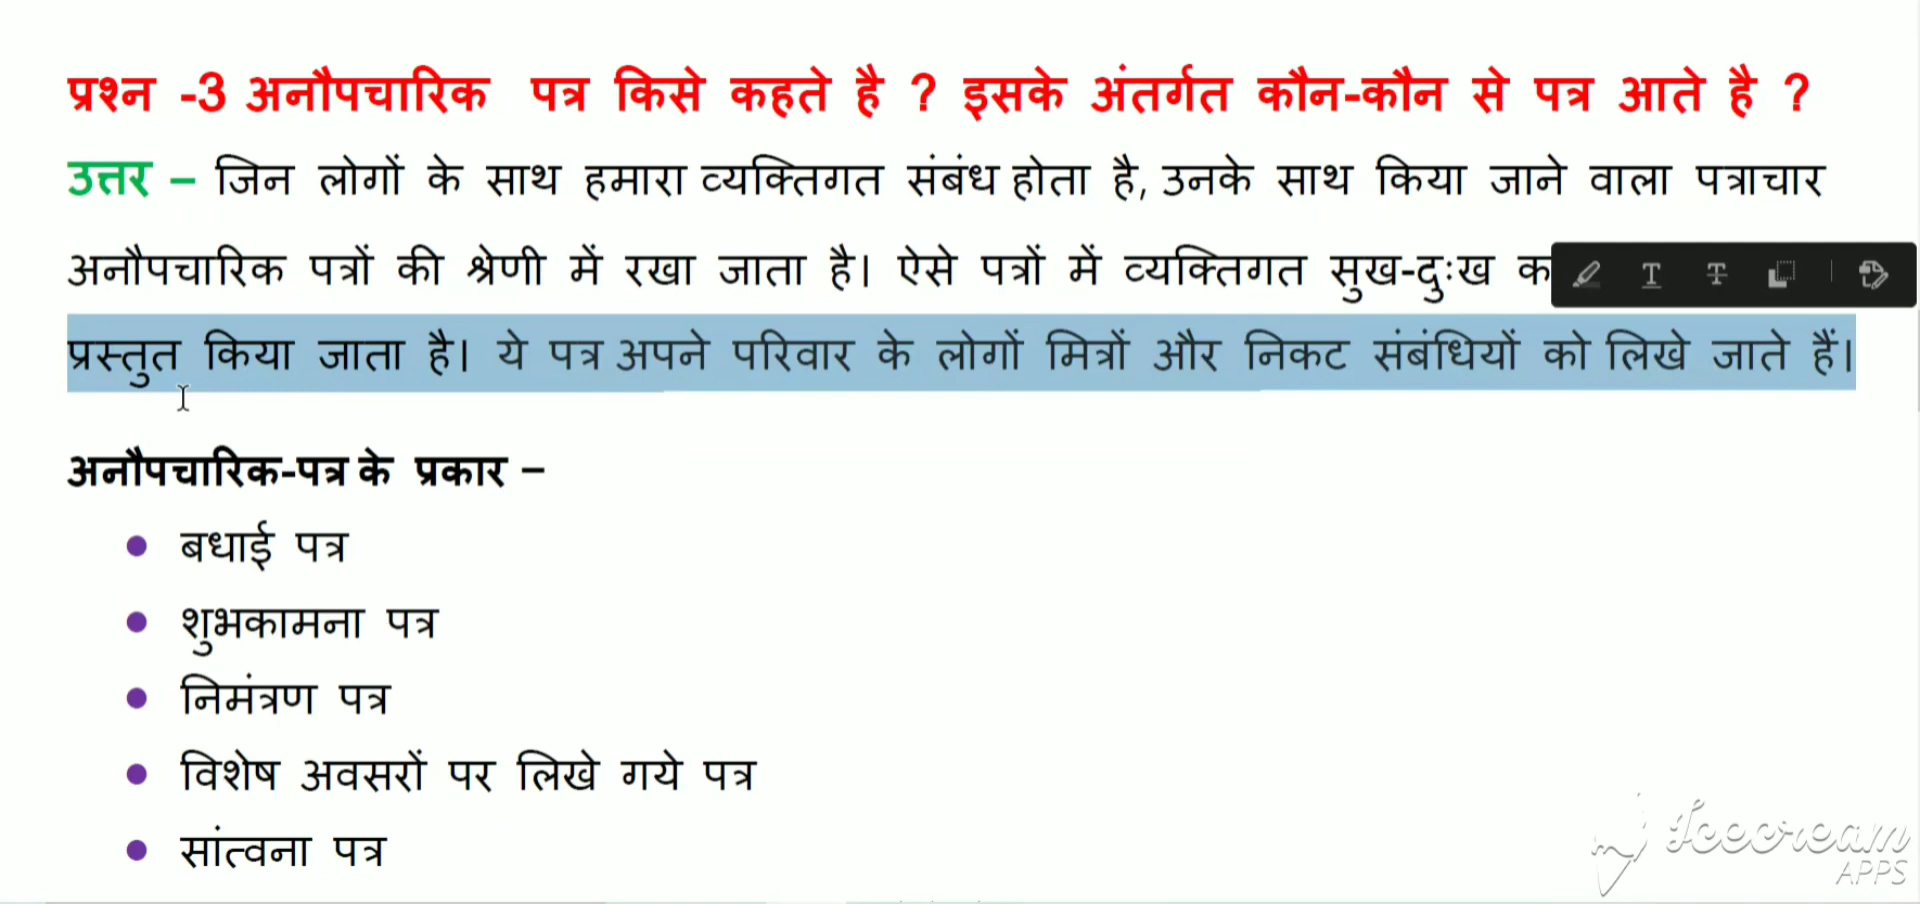 प्रश्न -3 अनौपचारिक पत्र किसे कहते है ? इसके अंतर्गत कौन-कौन से पत्र आते है ?
उत्तर – जिन लोगों के साथ हमारा व्यक्तिगत संबंध होता है, उनके साथ किया जाने वाला पत्राचार
अनौपचारिक पत्रों की श्रेणी में रखा जाता है। ऐसे पत्रों में व्यक्तिगत सुख-दुःख
प्रस्तुत किया जाता है। ये पत्र अपने परिवार के लोगों मित्रों और निकट संबंधियों को लिखे जाते हैं।
अनौपचारिक-पत्र के प्रकार –
● बधाई पत्र
● शुभकामना पत्र
● निमंत्रण पत्र
● विशेष अवसरों पर लिखे गये पत्र
● सांत्वना पत्र
Icecream
APPS